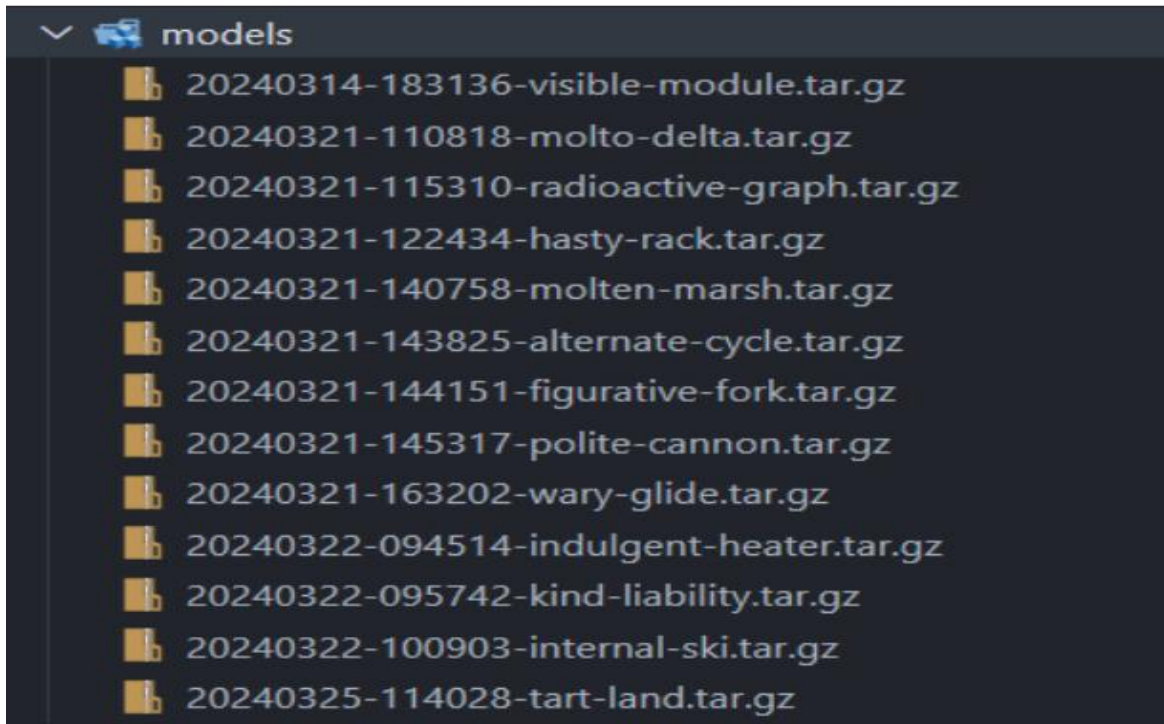 models
20240314-183136-visible-module.tar.gz
20240321-110818-molto-delta.tar.gz
20240321-115310-radioactive-graph.tar.gz
20240321-122434-hasty-rack.tar.gz
20240321-140758-molten-marsh.tar.gz
20240321-143825-alternate-cycle.tar.gz
20240321-144151-figurative-fork.tar.gz
20240321-145317-polite-cannon.tar.gz
20240321-163202-wary-glide.tar.gz
20240322-094514-indulgent-heater.tar.gz
20240322-095742-kind-liability.tar.gz
20240322-100903-internal-ski.tar.gz
20240325-114028-tart-land.tar.gz